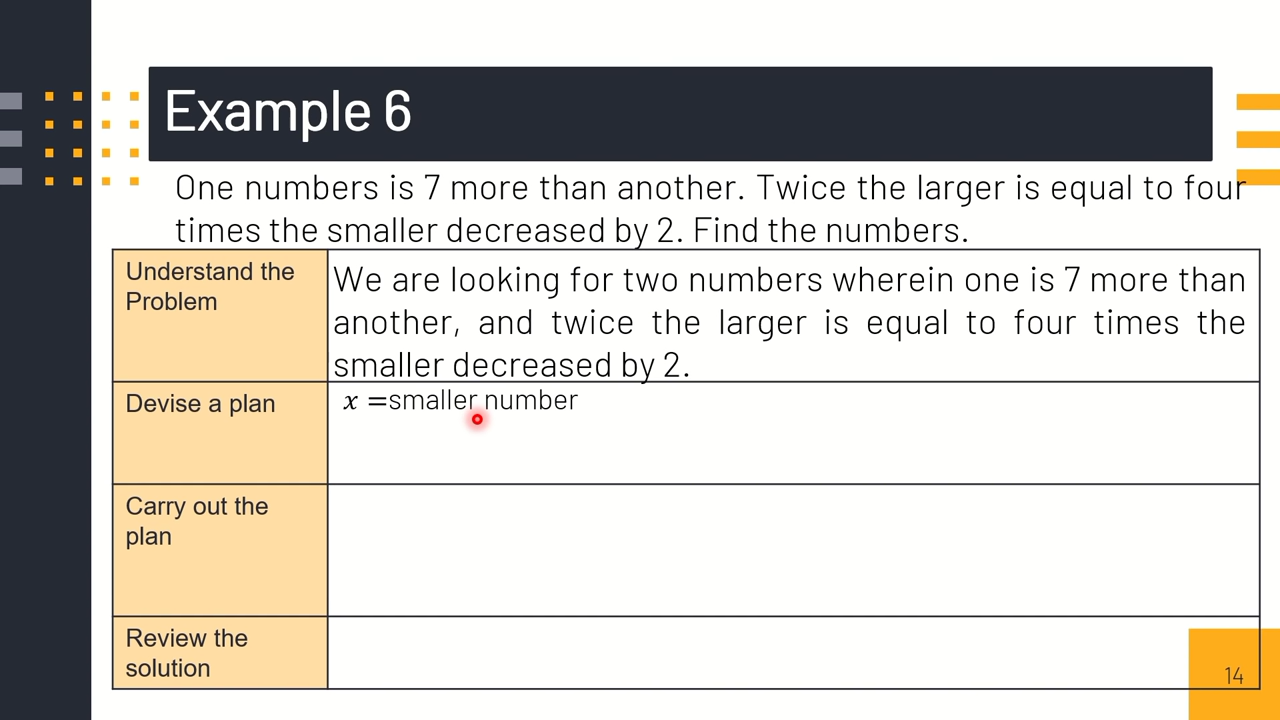 Example 6
One numbers is 7 more than another. Twice the larger is equal to four
times the smaller decreased by 2. Find the numbers.
Understand the
Problem
We are looking for two numbers wherein one is 7 more than
another, and twice the larger is equal to four times the
smaller decreased by 2.
Devise a plan
x =smaller number
Carry out the
plan
Review the
solution
14